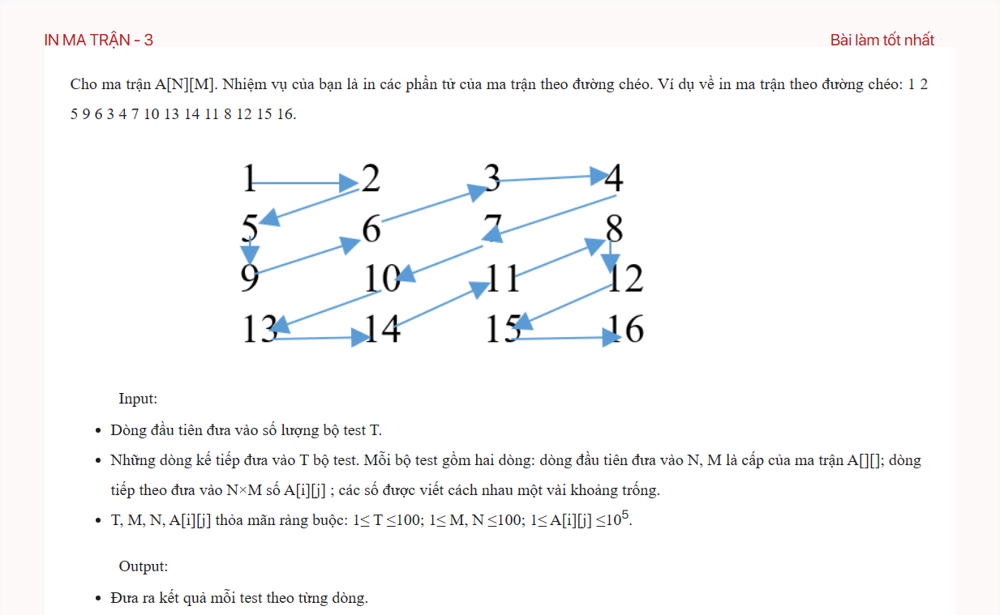 IN MA TRẬN - 3
Bài làm tốt nhất
Cho ma trận A[N][M]. Nhiệm vụ của bạn là in các phần tử của ma trận theo đường chéo. Ví dụ về in ma trận theo đường chéo: 1 2
5 9 6 3 4 7 10 13 14 11 8 12 15 16.
1 2 3 4
5 6 7 8
9 10 11 12
13 14 15 16
Input:
• Dòng đầu tiên đưa vào số lượng bộ test T.
• Những dòng kế tiếp đưa vào T bộ test. Mỗi bộ test gồm hai dòng: dòng đầu tiên đưa vào N, M là cấp của ma trận A[][]; dòng
tiếp theo đưa vào N×M số A[i][j] ; các số được viết cách nhau một vài khoảng trống.
• T, M, N, A[i][j] thỏa mãn ràng buộc: 1≤ T ≤100; 1≤ M, N ≤100; 1≤ A[i][j] ≤10⁵.
Output:
• Đưa ra kết quả mỗi test theo từng dòng.